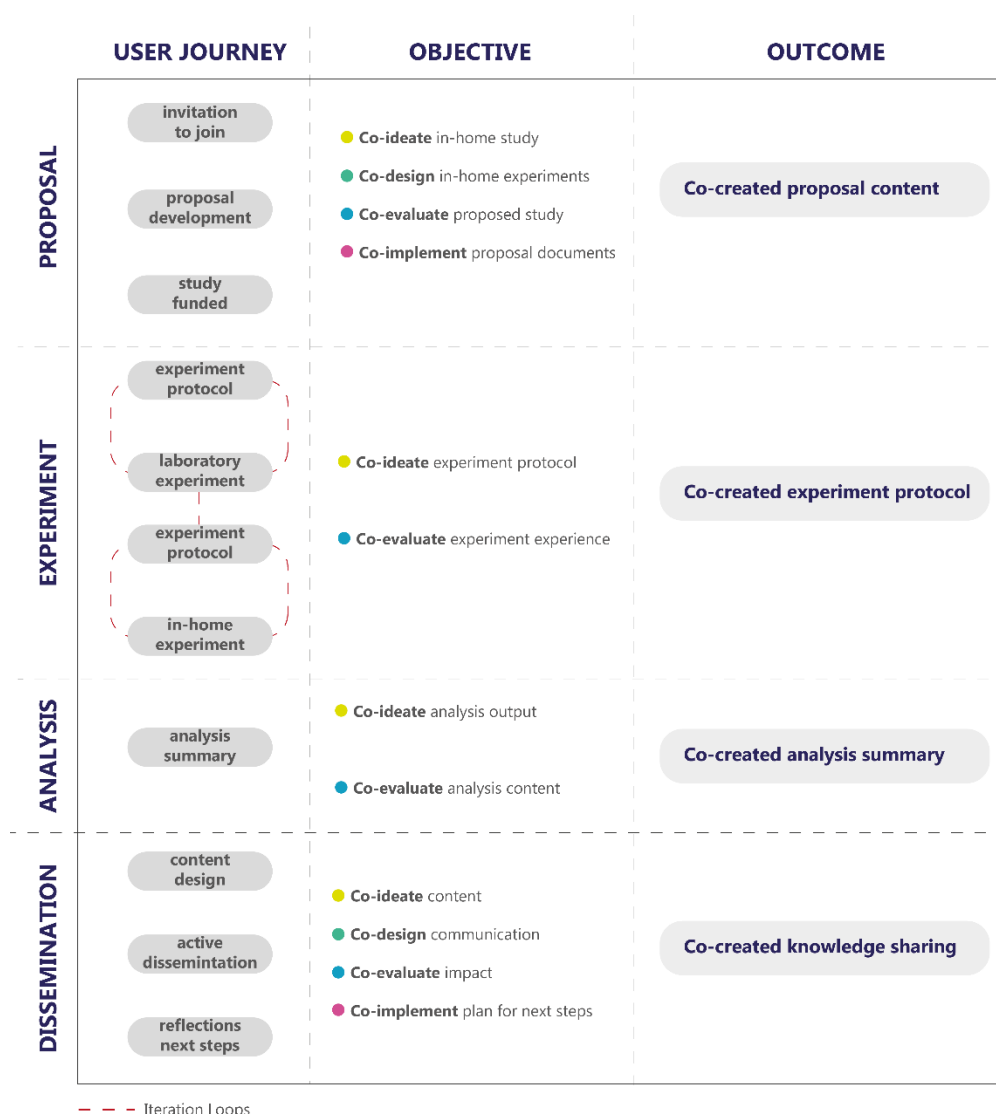 USER JOURNEY
OBJECTIVE
OUTCOME
PROPOSAL
invitation
to join
proposal
development
study
funded
Co-ideate in-home study
Co-design in-home experiments
Co-evaluate proposed study
Co-implement proposal documents
Co-created proposal content
EXPERIMENT
experiment
protocol
laboratory
experiment
experiment
protocol
in-home
experiment
Co-ideate experiment protocol
Co-evaluate experiment experience
Co-created experiment protocol
ANALYSIS
analysis
summary
Co-ideate analysis output
Co-evaluate analysis content
Co-created analysis summary
DISSEMINATION
content
design
active
dissemintation
reflections
next steps
Co-ideate content
Co-design communication
Co-evaluate impact
Co-implement plan for next steps
Co-created knowledge sharing
Iteration Loops